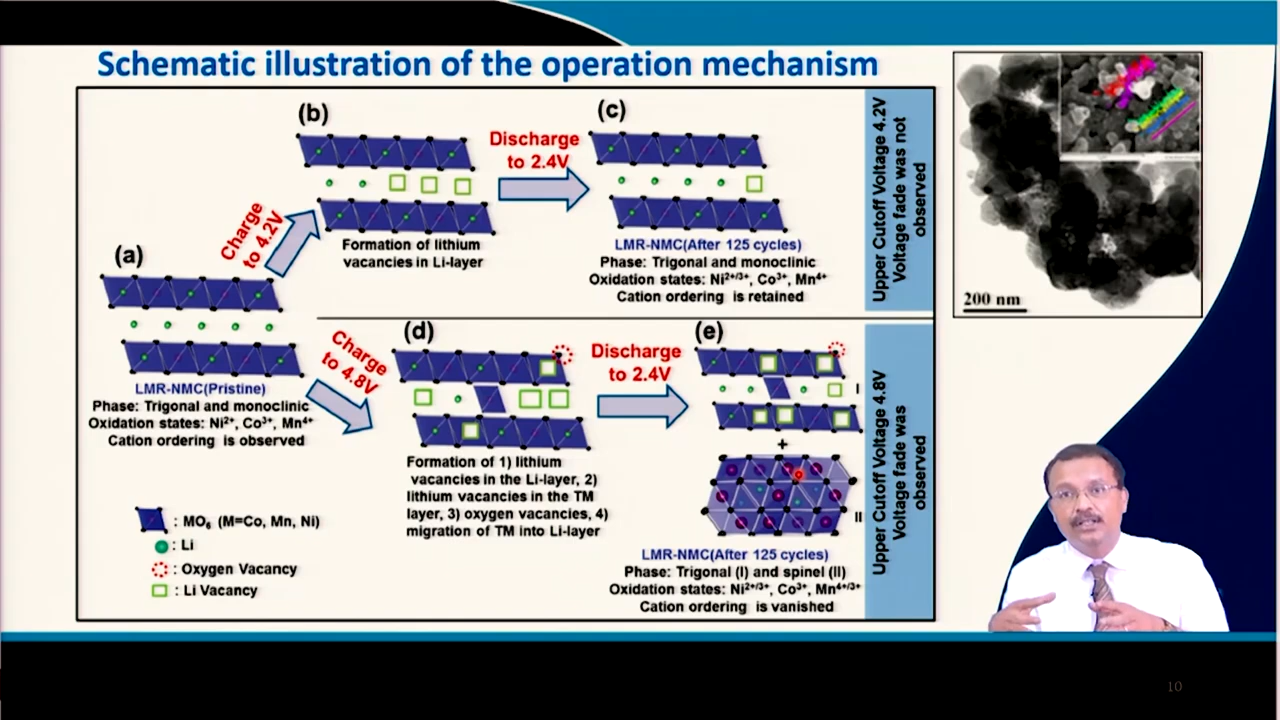 Schematic illustration of the operation mechanism
(a)
LMR-NMC(Pristine)
Phase: Trigonal and monoclinic
Oxidation states: Ni²⁺, Co³⁺, Mn⁴⁺
Cation ordering is observed
Charge
to 4.2V
(b)
Formation of lithium
vacancies in Li-layer
Discharge
to 2.4V
(c)
LMR-NMC(After 125 cycles)
Phase: Trigonal and monoclinic
Oxidation states: Ni²⁺/³⁺, Co³⁺, Mn⁴⁺
Cation ordering is retained
Upper Cutoff Voltage 4.2V
Voltage fade was not
observed
Charge
to 4.8V
(d)
Formation of 1) lithium
vacancies in the Li-layer, 2)
lithium vacancies in the TM
layer, 3) oxygen vacancies, 4)
migration of TM into Li-layer
Discharge
to 2.4V
(e)
I
+
II
LMR-NMC(After 125 cycles)
Phase: Trigonal (I) and spinel (II)
Oxidation states: Ni²⁺/³⁺, Co³⁺, Mn⁴⁺/³⁺
Cation ordering is vanished
Upper Cutoff Voltage 4.8V
Voltage fade was
observed
: MO₆ (M=Co, Mn, Ni)
: Li
: Oxygen Vacancy
: Li Vacancy
200 nm
10